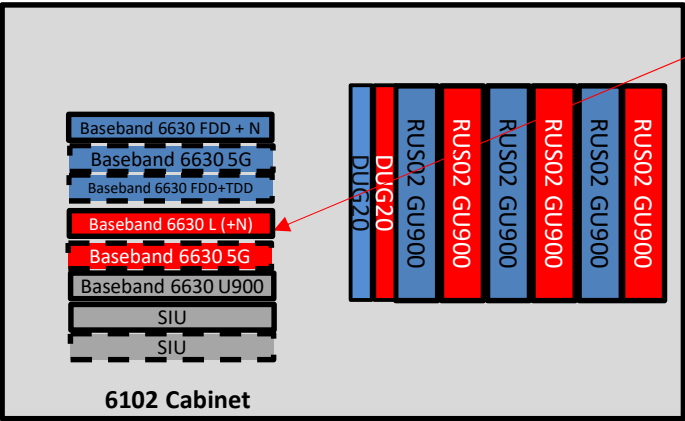 Baseband 6630 FDD + N
Baseband 6630 5G
Baseband 6630 FDD+TDD
Baseband 6630 L (+N)
Baseband 6630 5G
Baseband 6630 U900
SIU
SIU
6102 Cabinet
DUG20
DUG20
RUS02 GU900
RUS02 GU900
RUS02 GU900
RUS02 GU900
RUS02 GU900
RUS02 GU900